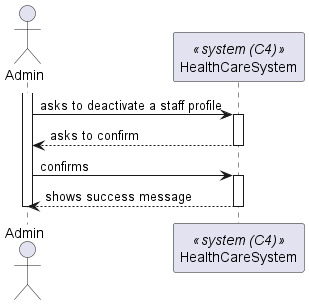 Admin
« system (C4) »
HealthCareSystem
asks to deactivate a staff profile
asks to confirm
confirms
shows success message
Admin
« system (C4) »
HealthCareSystem